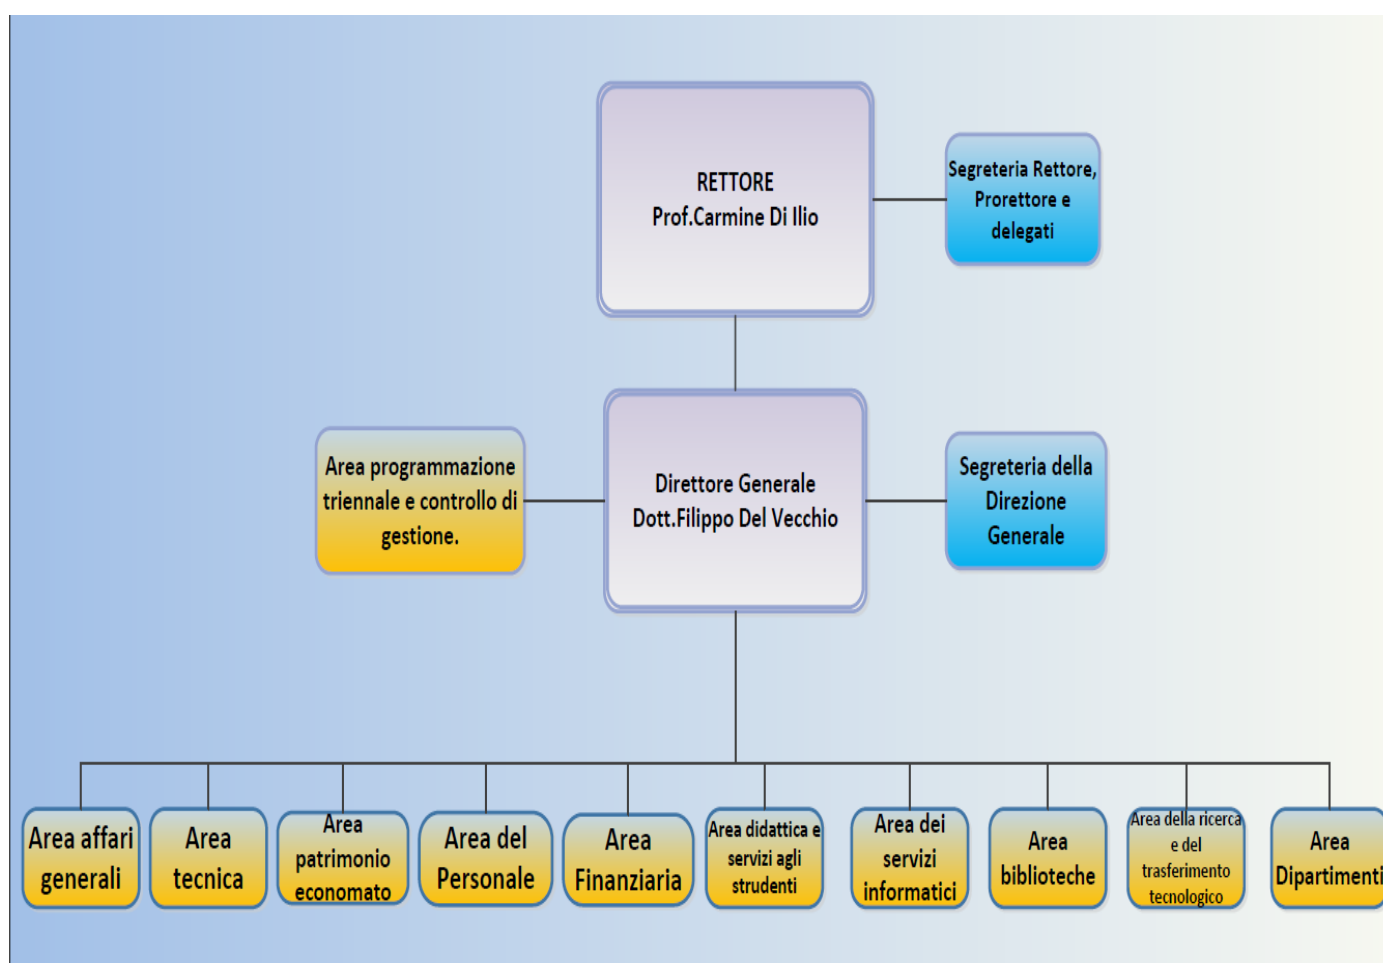 RETTORE
Prof.Carmine Di Ilio
Segreteria Rettore,
Prorettore e
delegati
Area programmazione
triennale e controllo di
gestione.
Direttore Generale
Dott.Filippo Del Vecchio
Segreteria della
Direzione
Generale
Area affari
generali
Area
tecnica
Area
patrimonio
economato
Area del
Personale
Area
Finanziaria
Area didattica e
servizi agli
strudenti
Area dei
servizi
informatici
Area
biblioteche
Area della ricerca
e del
trasferimento
tecnologico
Area
Dipartimenti